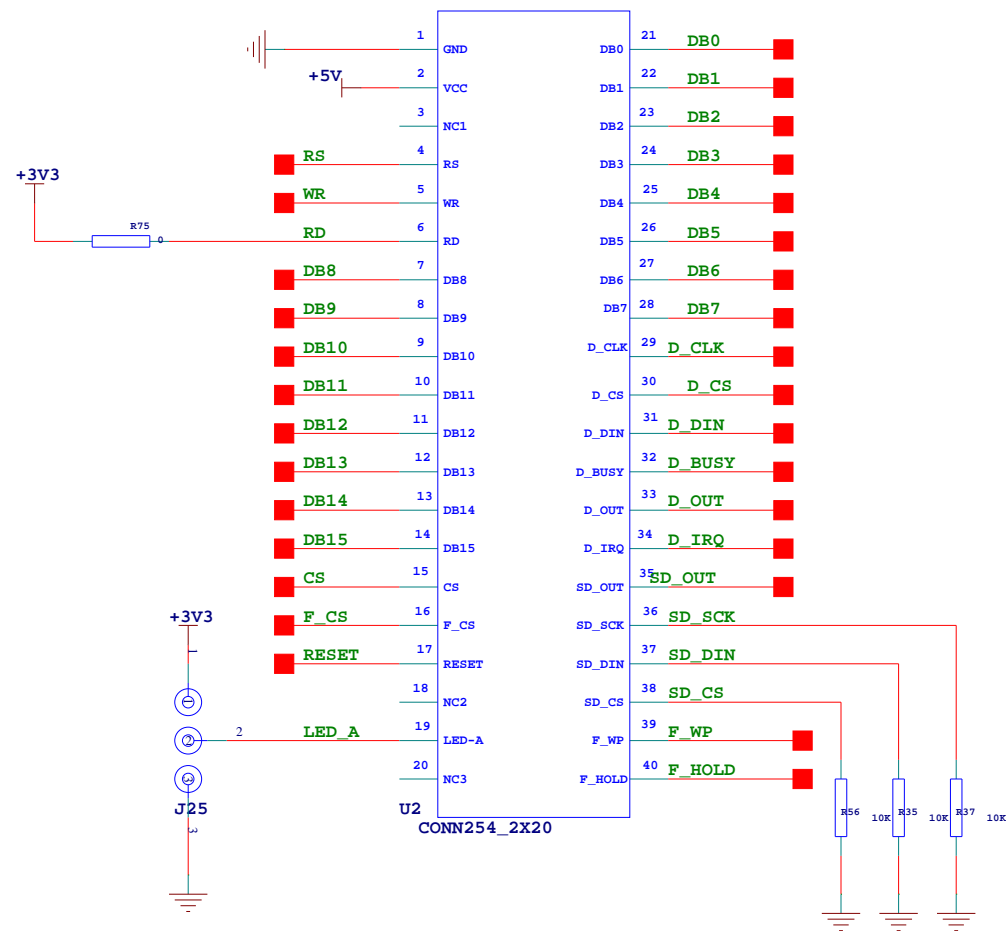 1 GND 21 DB0 DB0
+5V 2 VCC 22 DB1 DB1
3 NC1 23 DB2 DB2
RS 4 RS 24 DB3 DB3
+3V3
WR 5 WR 25 DB4 DB4
R75 0 RD 6 RD 26 DB5 DB5
DB8 7 DB8 27 DB6 DB6
DB9 8 DB9 28 DB7 DB7
DB10 9 DB10 29 D_CLK D_CLK
DB11 10 DB11 30 D_CS D_CS
DB12 11 DB12 31 D_DIN D_DIN
DB13 12 DB13 32 D_BUSY D_BUSY
DB14 13 DB14 33 D_OUT D_OUT
DB15 14 DB15 34 D_IRQ D_IRQ
CS 15 CS 35 SD_OUT SD_OUT
+3V3
F_CS 16 F_CS 36 SD_SCK SD_SCK
1
RESET 17 RESET 37 SD_DIN SD_DIN
1 18 NC2 38 SD_CS SD_CS
2 2 LED_A 19 LED-A 39 F_WP F_WP
3 20 NC3 40 F_HOLD F_HOLD
J25 U2 R56 10K R35 10K R37 10K
3 CONN254_2X20